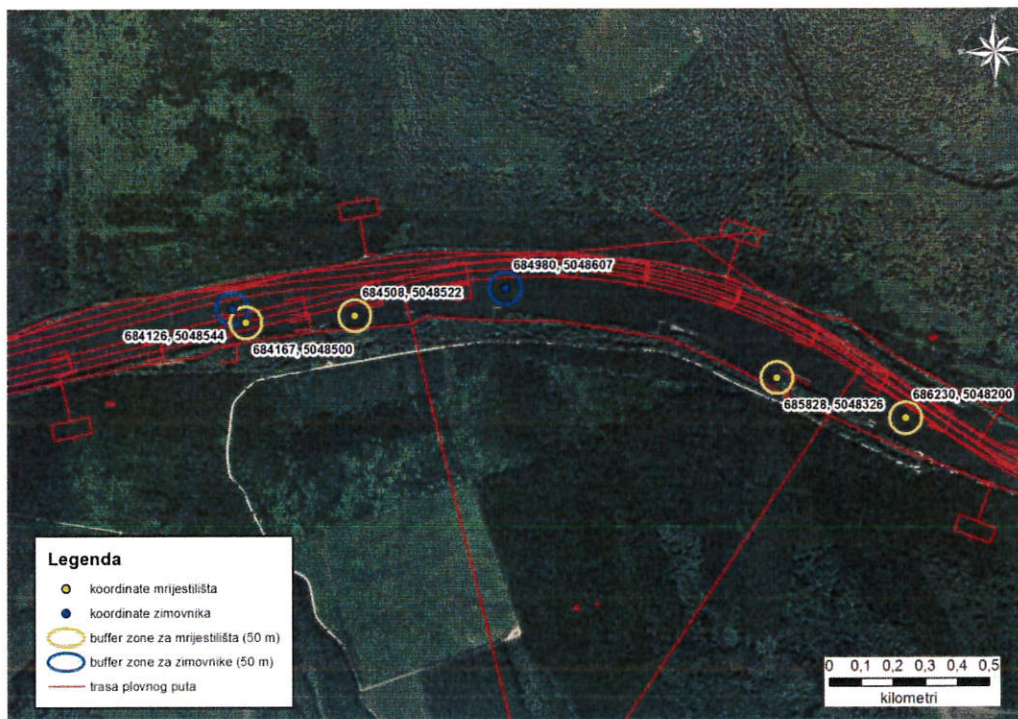 684980, 5048607
684508, 5048522
684126, 5048544
684167, 5048500
685828, 5048326
686230, 5048200
Legenda
koordinate mrijestilišta
koordinate zimovnika
buffer zone za mrijestilišta (50 m)
buffer zone za zimovnike (50 m)
trasa plovnog puta
0 0,1 0,2 0,3 0,4 0,5
kilometri